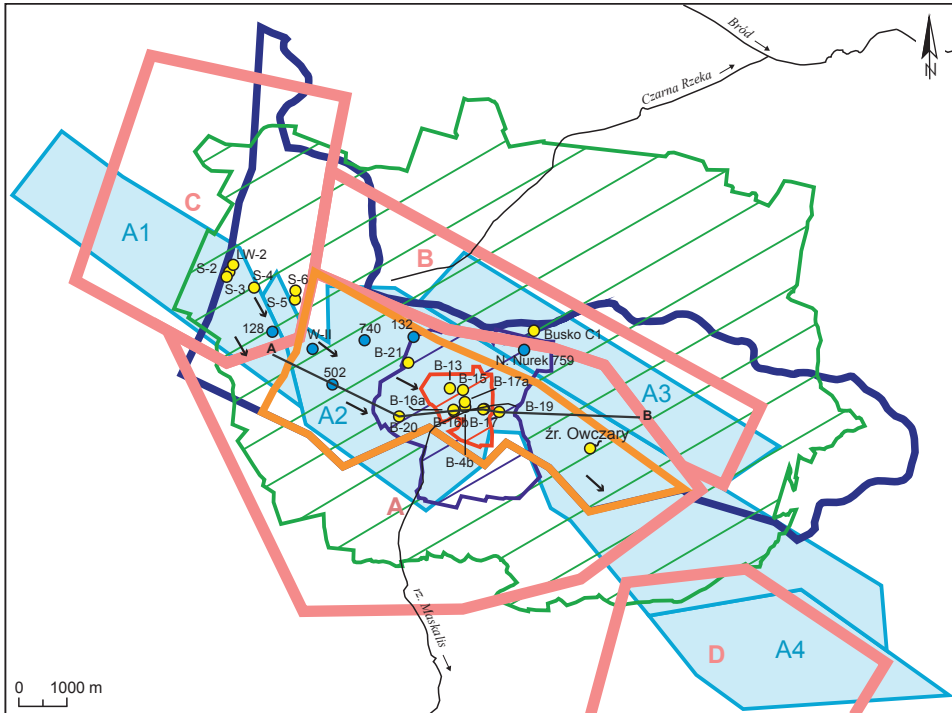 Bród
N
Czarna Rzeka
C
A1
B
LW-2
S-2
S-4
S-6
S-3
S-5
128
W-II
740
132
Busko C1
A
B-21
N. Nurek 759
502
B-13
B-15
B-17a
A3
A2
B-16a
B-19
B
B-20
B-16b
B-17
źr. Owczary
B-4b
A
rz. Maskalis
D
A4
0 1000 m